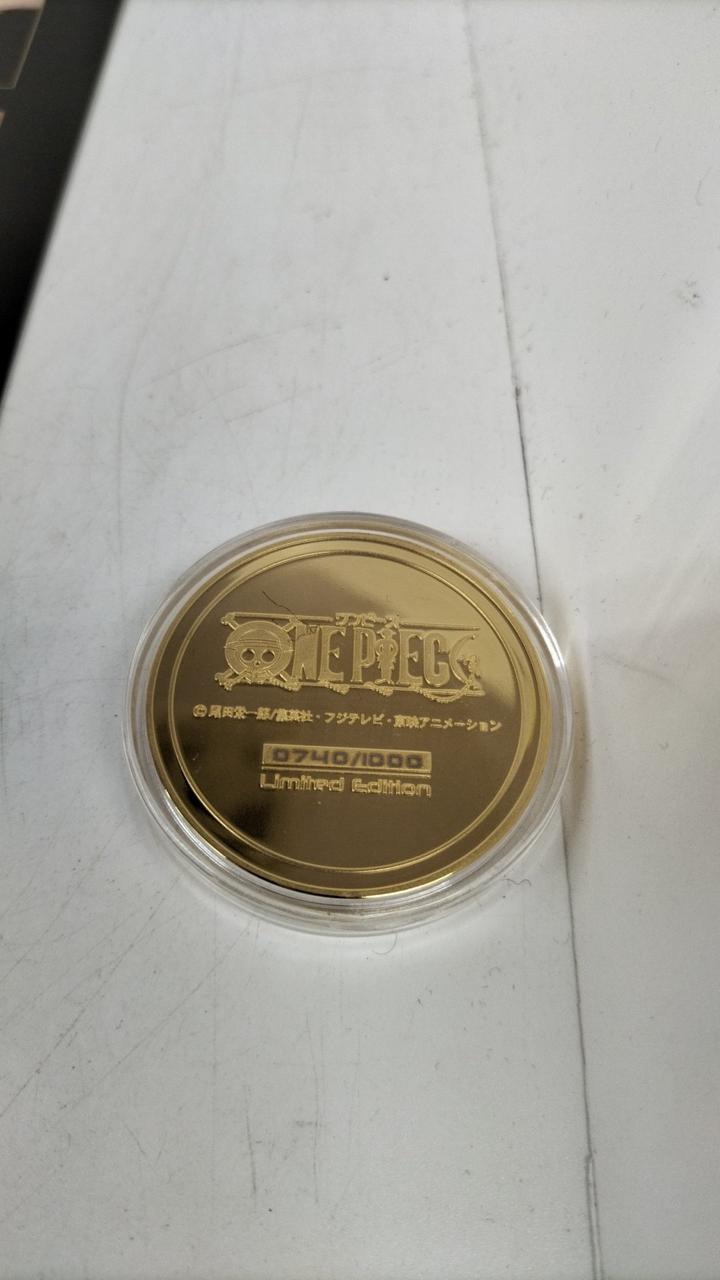 ワンピース
ONE PIECE
©尾田栄一郎/集英社・フジテレビ・東映アニメーション
0740/1000
Limited Edition